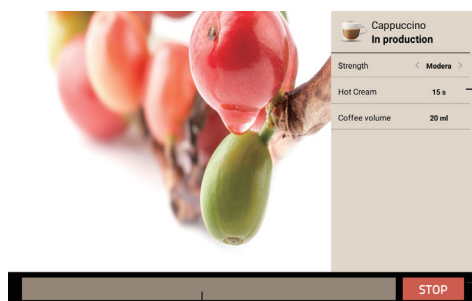 Cappuccino
In production
Strength < Modera >
Hot Cream 15 s
Coffee volume 20 ml
STOP